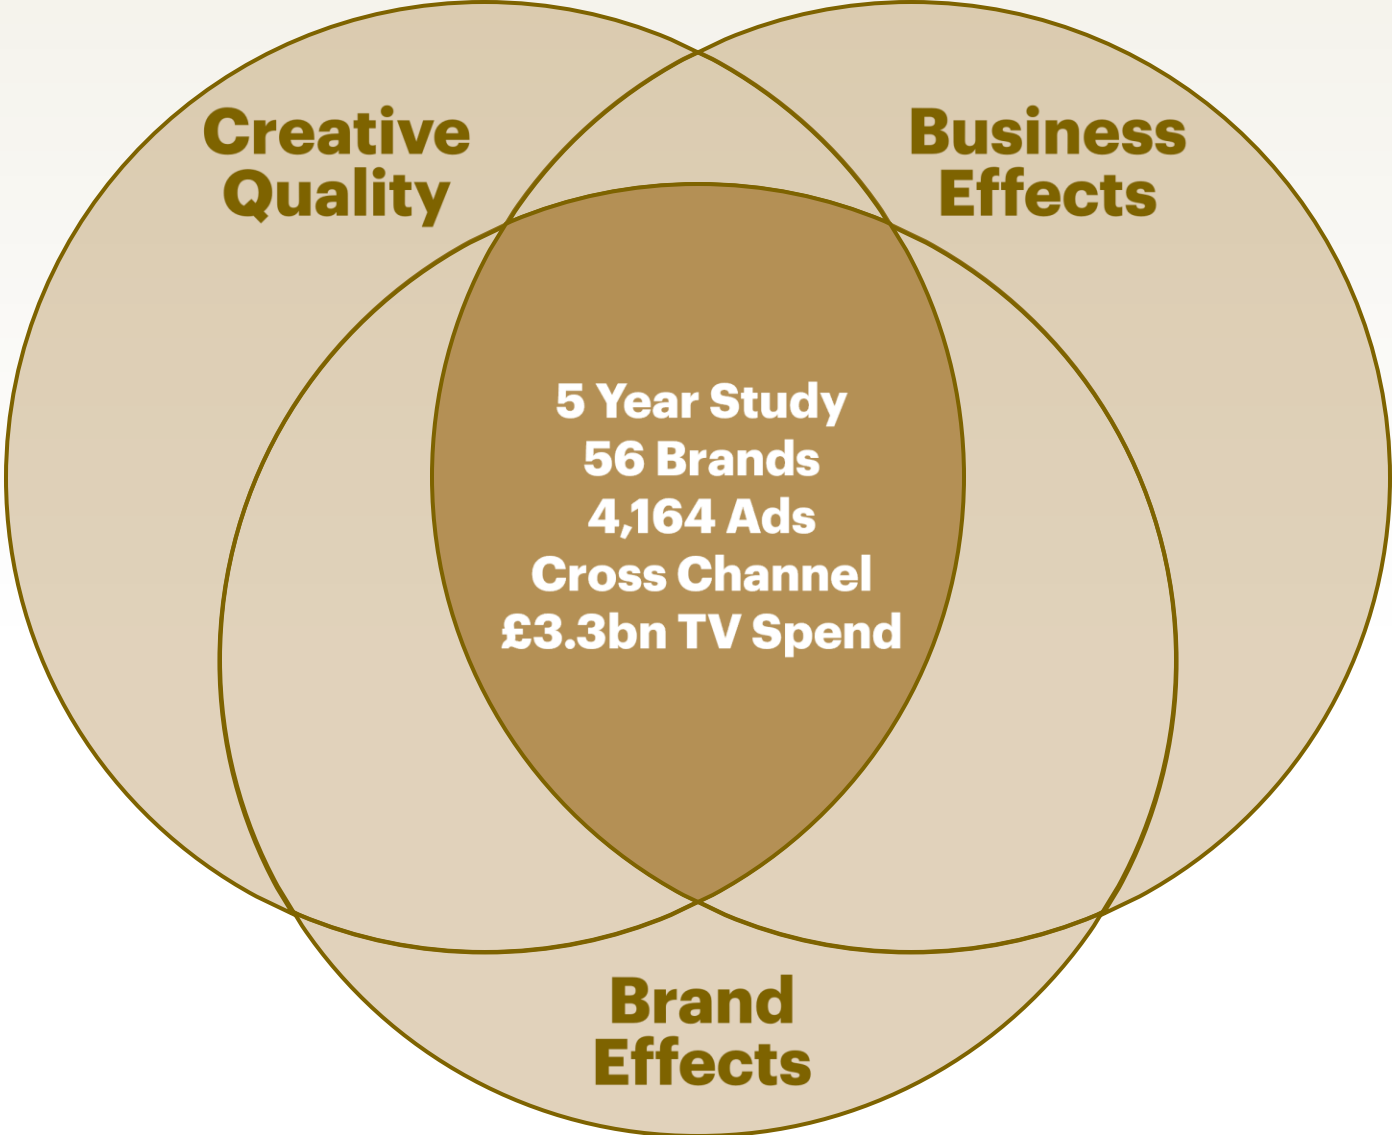 Creative
Quality
Business
Effects
5 Year Study
56 Brands
4,164 Ads
Cross Channel
£3.3bn TV Spend
Brand
Effects